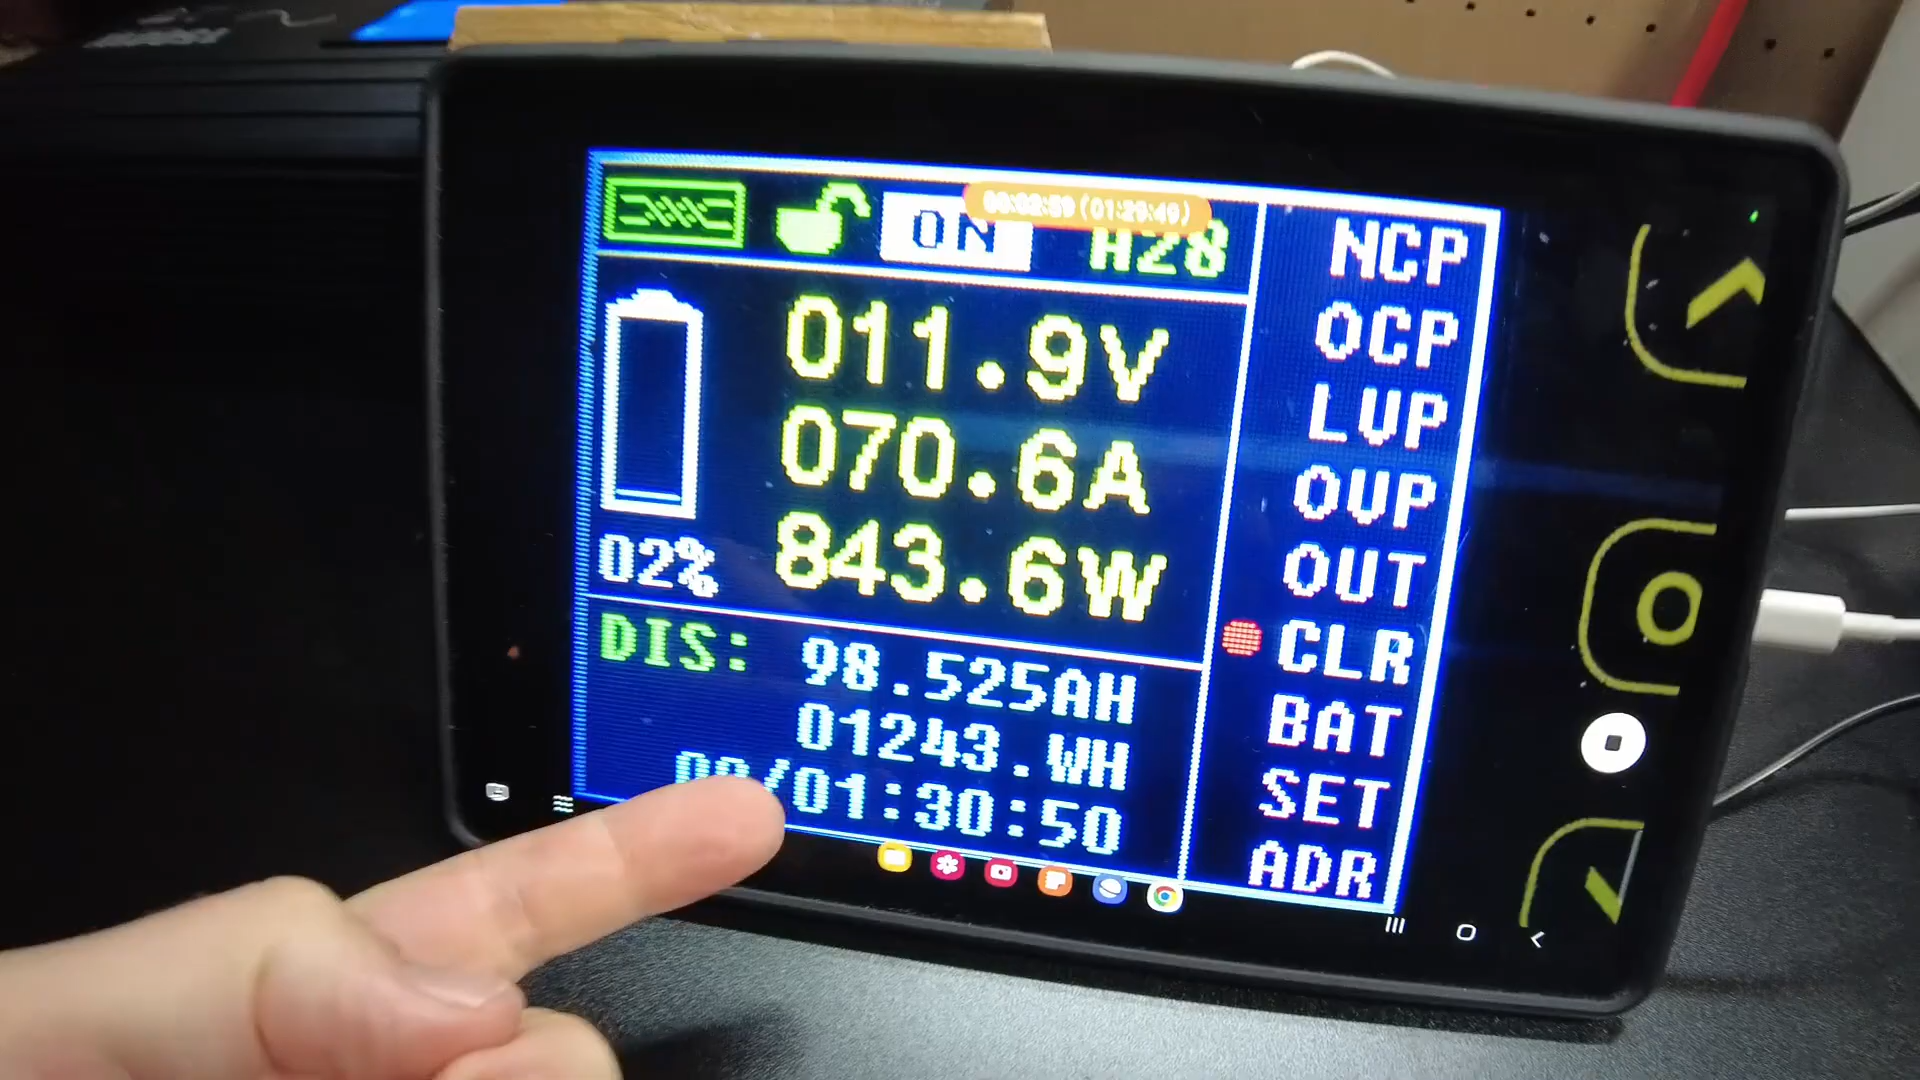 ON
H28
NCP
OCP
LVP
OVP
OUT
CLR
BAT
SET
ADR
011.9V
070.6A
843.6W
02%
DIS:
98.525AH
01243.WH
/01:30:50